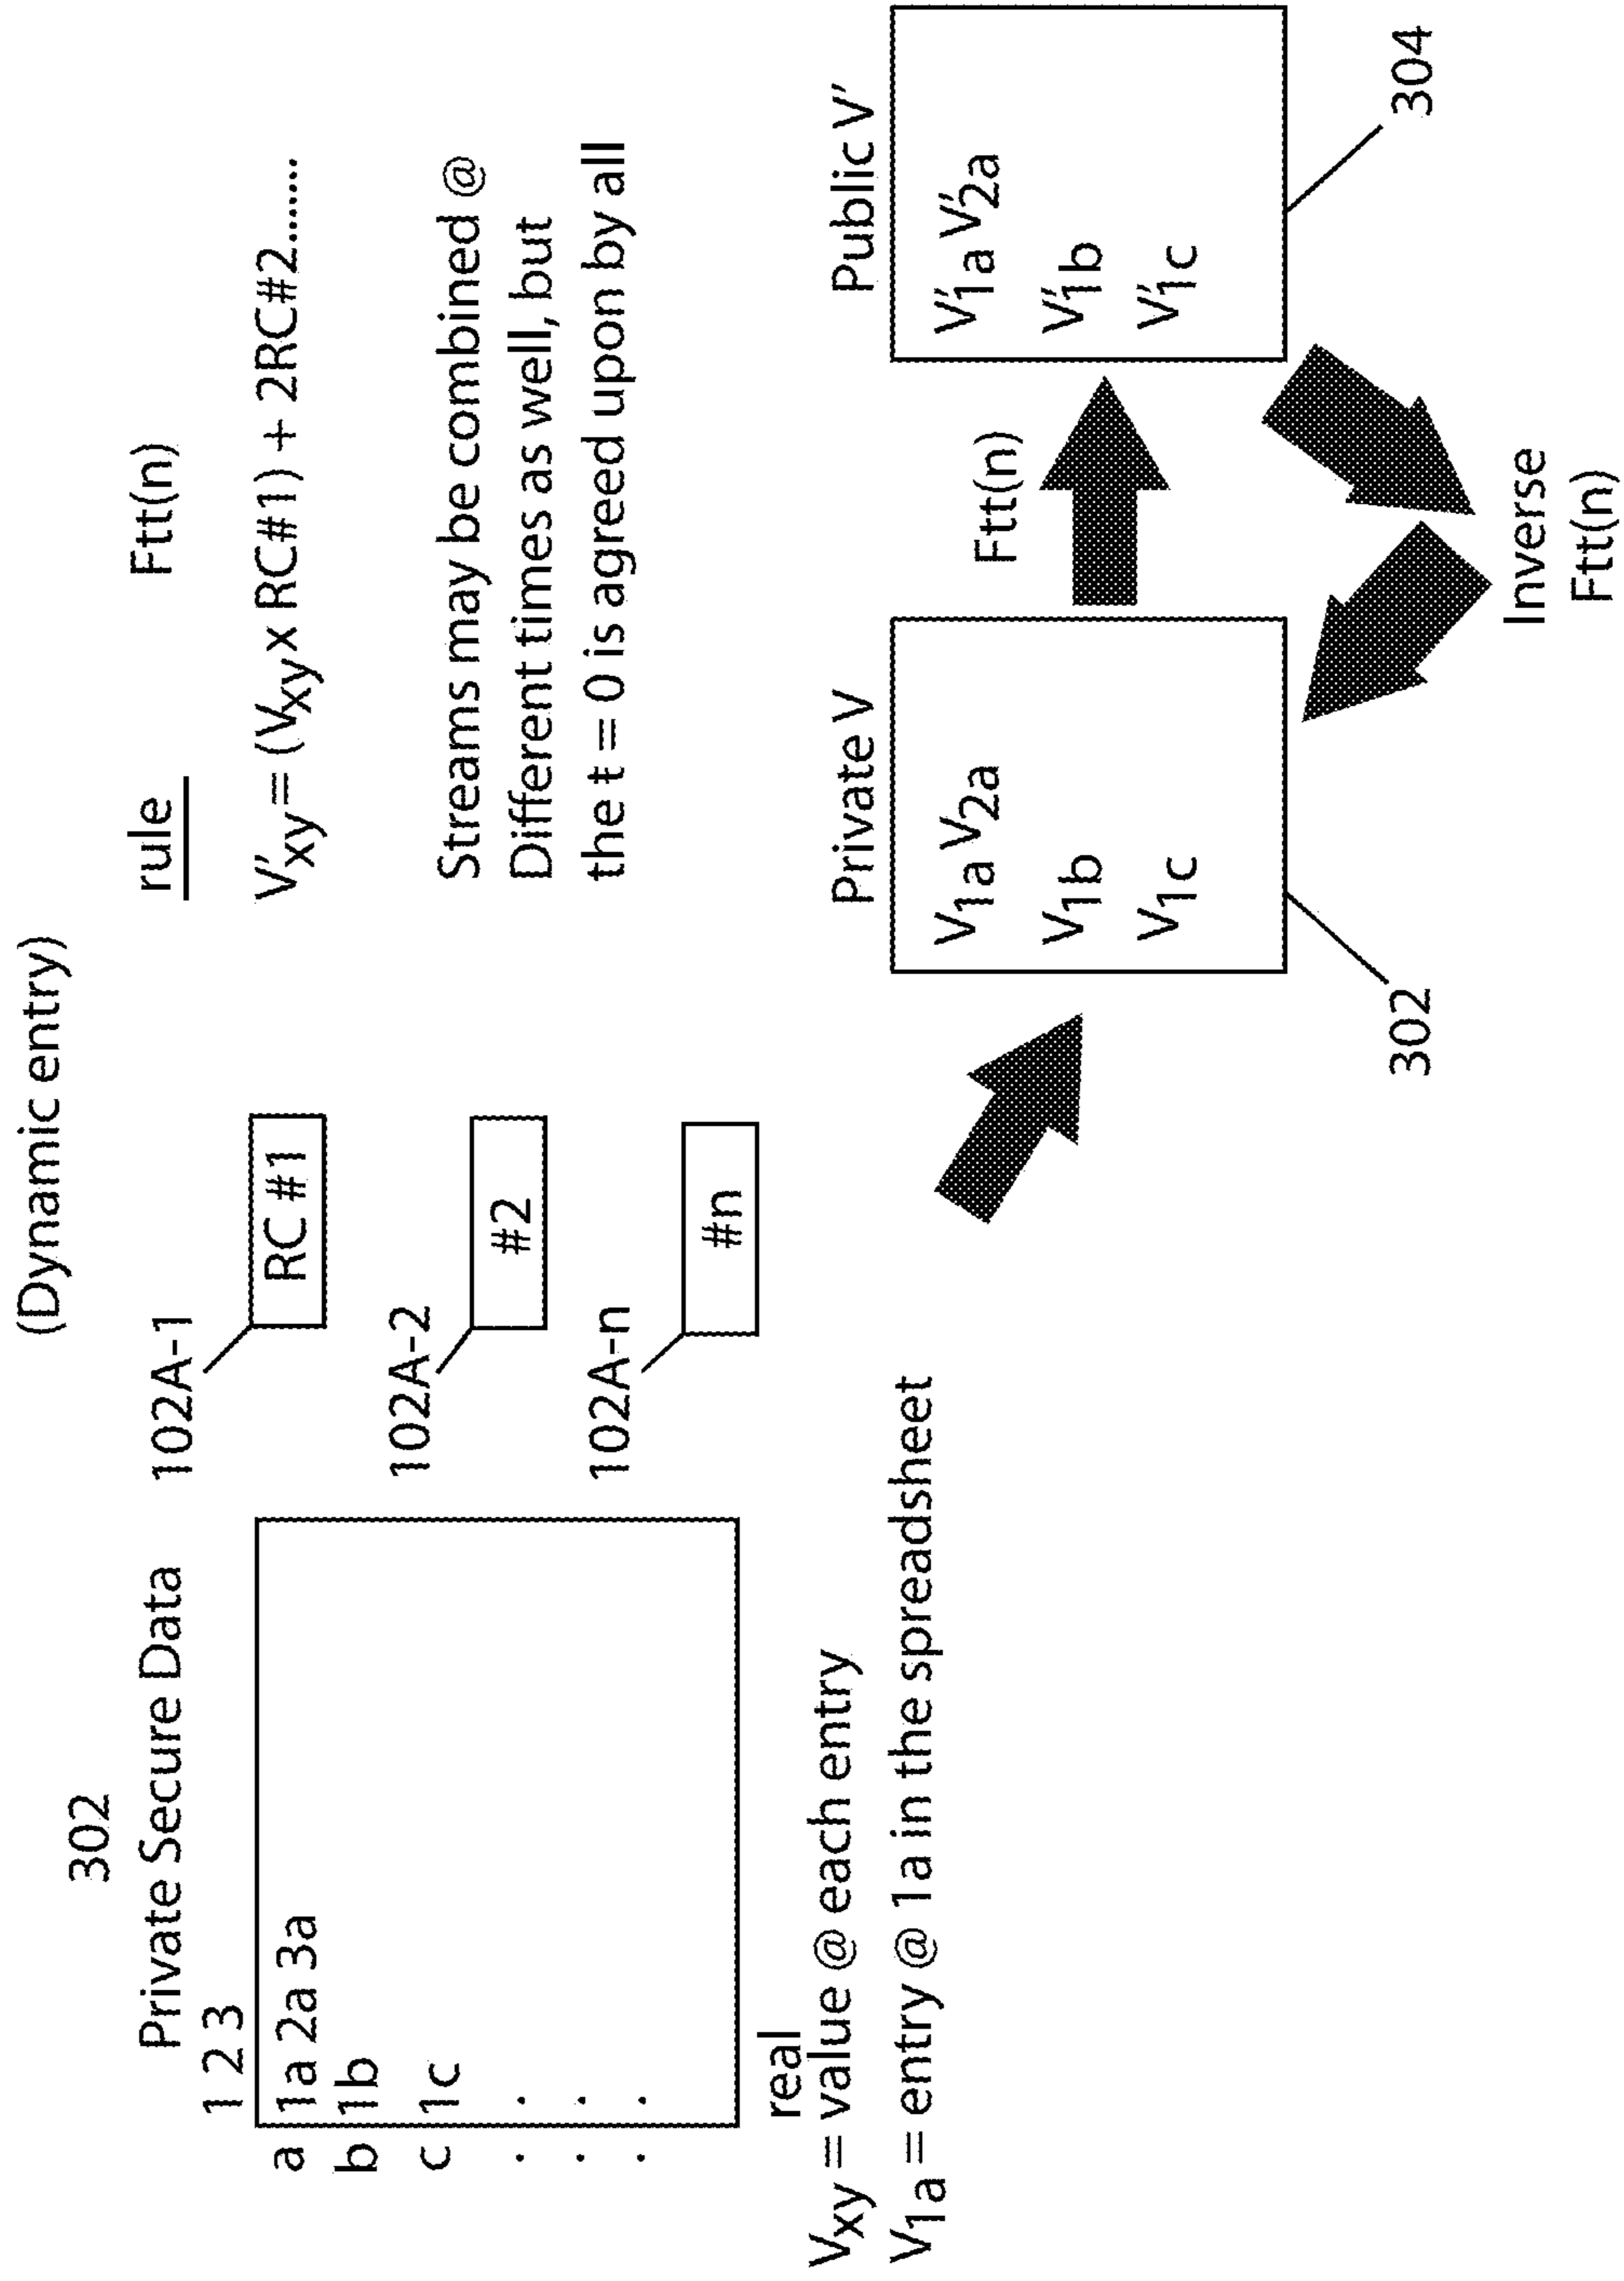 (Dynamic entry)
302
Private Secure Data
1 2 3
a 1a 2a 3a
b 1b
c 1c
. .
. .
. .
real
Vxy = value @ each entry
V1a = entry @ 1a in the spreadsheet
102A-1
RC #1
102A-2
#2
102A-n
#n
rule
Ftt(n)
V'xy = (Vxy x RC#1) + 2RC#2......
Streams may be combined @
Different times as well, but
the t = 0 is agreed upon by all
Private V
V1a V2a
V1b
V1c
302
Ftt(n)
Public V'
V'1a V'2a
V'1b
V'1c
304
Inverse
Ftt(n)